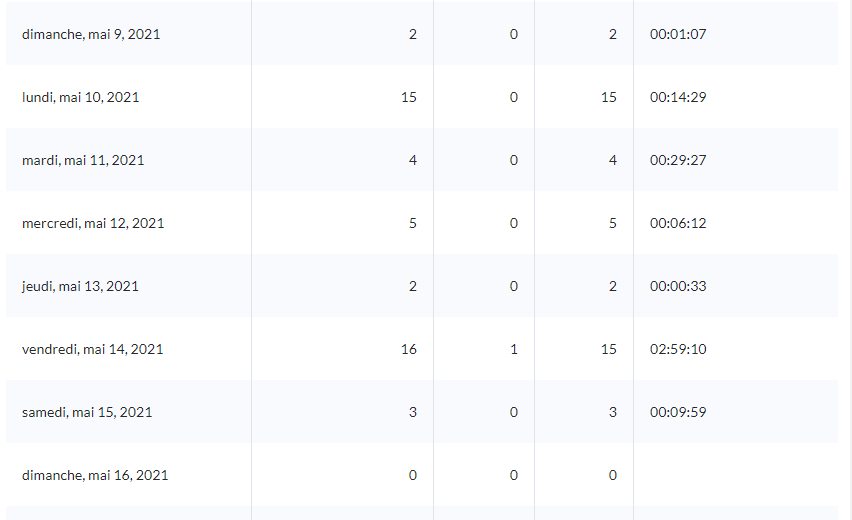 dimanche, mai 9, 2021 2 0 2 00:01:07
lundi, mai 10, 2021 15 0 15 00:14:29
mardi, mai 11, 2021 4 0 4 00:29:27
mercredi, mai 12, 2021 5 0 5 00:06:12
jeudi, mai 13, 2021 2 0 2 00:00:33
vendredi, mai 14, 2021 16 1 15 02:59:10
samedi, mai 15, 2021 3 0 3 00:09:59
dimanche, mai 16, 2021 0 0 0